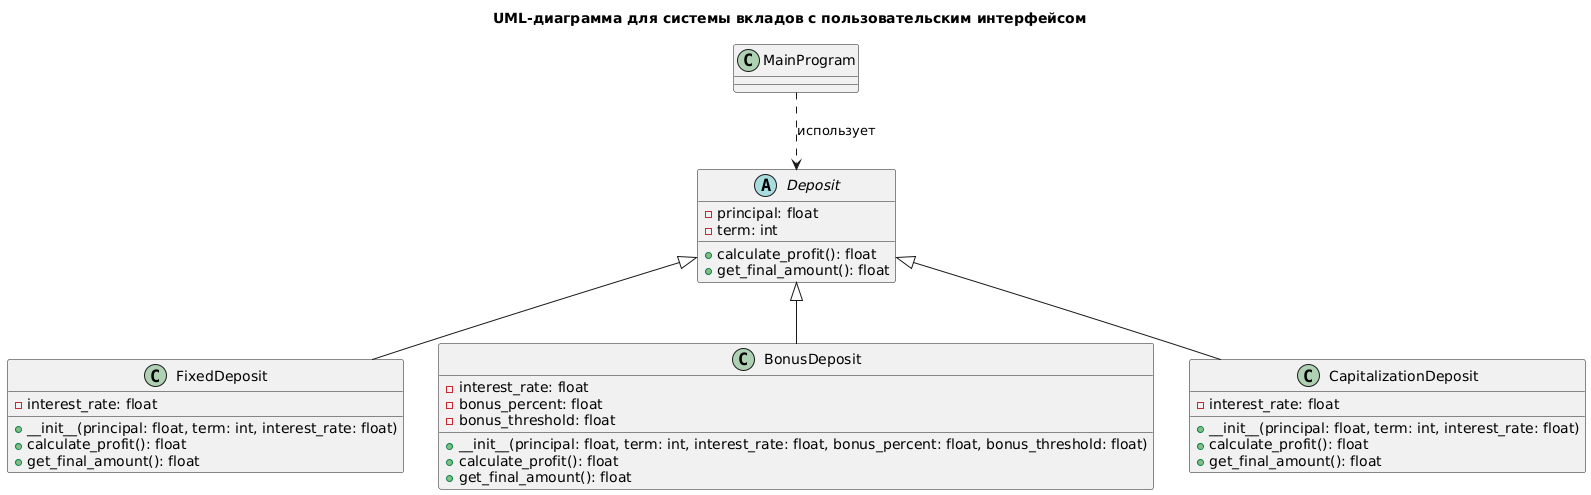 UML-диаграмма для системы вкладов с пользовательским интерфейсом
C MainProgram
использует
A Deposit
principal: float
term: int
calculate_profit(): float
get_final_amount(): float
C FixedDeposit
interest_rate: float
__init__(principal: float, term: int, interest_rate: float)
calculate_profit(): float
get_final_amount(): float
C BonusDeposit
interest_rate: float
bonus_percent: float
bonus_threshold: float
__init__(principal: float, term: int, interest_rate: float, bonus_percent: float, bonus_threshold: float)
calculate_profit(): float
get_final_amount(): float
C CapitalizationDeposit
interest_rate: float
__init__(principal: float, term: int, interest_rate: float)
calculate_profit(): float
get_final_amount(): float